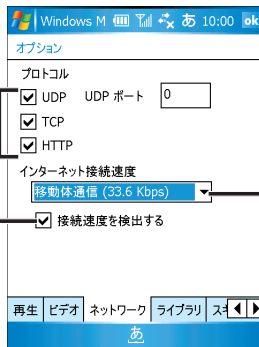 Windows M あ 10:00 ok
オプション
プロトコル
UDP UDP ポート 0
TCP
HTTP
インターネット接続速度
移動体通信 (33.6 Kbps)
接続速度を検出する
再生 ビデオ ネットワーク ライブラリ
あ